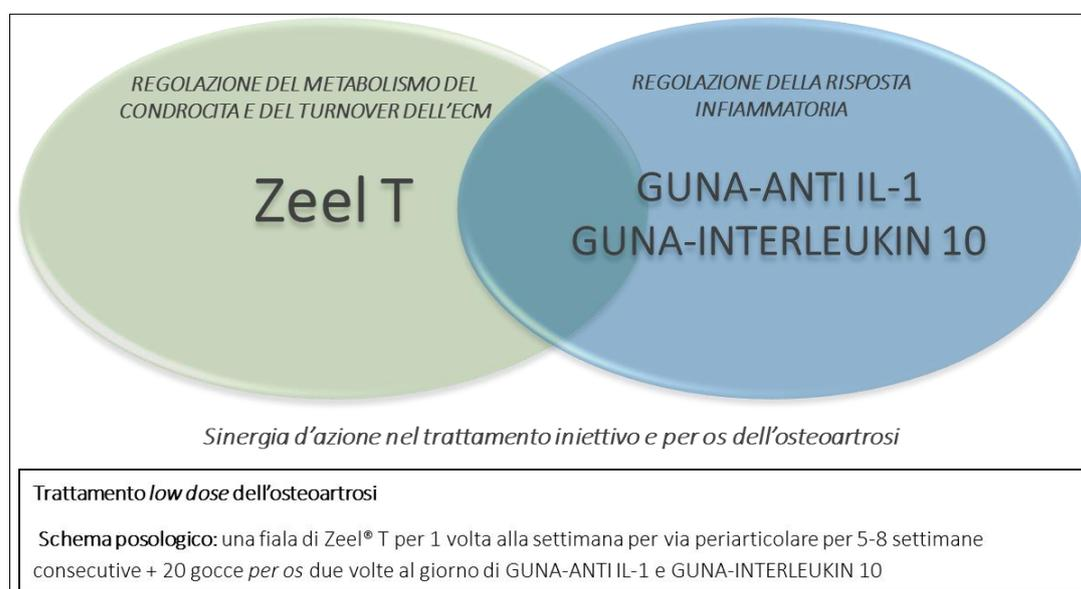 REGOLAZIONE DEL METABOLISMO DEL
CONDROCITA E DEL TURNOVER DELL'ECM
Zeel T
REGOLAZIONE DELLA RISPOSTA
INFIAMMATORIA
GUNA-ANTI IL-1
GUNA-INTERLEUKIN 10
Sinergia d'azione nel trattamento iniettivo e per os dell'osteoartrosi
Trattamento low dose dell'osteoartrosi
Schema posologico: una fiala di Zeel® T per 1 volta alla settimana per via periarticolare per 5-8 settimane
consecutive + 20 gocce per os due volte al giorno di GUNA-ANTI IL-1 e GUNA-INTERLEUKIN 10